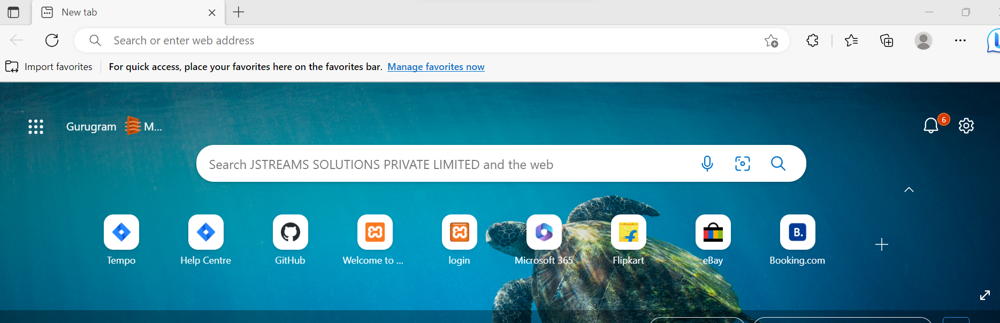 New tab
Search or enter web address
Import favorites For quick access, place your favorites here on the favorites bar. Manage favorites now
Gurugram M... 6
Search JSTREAMS SOLUTIONS PRIVATE LIMITED and the web
B.
Tempo Help Centre GitHub Welcome to ... login Microsoft 365 Flipkart eBay Booking.com